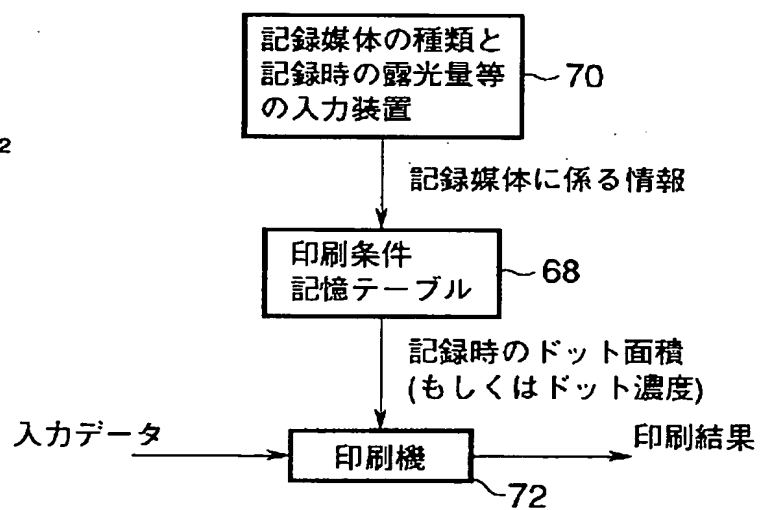 記録媒体の種類と
記録時の露光量等
の入力装置
70
2
記録媒体に係る情報
印刷条件
記憶テーブル
68
記録時のドット面積
(もしくはドット濃度)
入力データ
印刷機
印刷結果
72